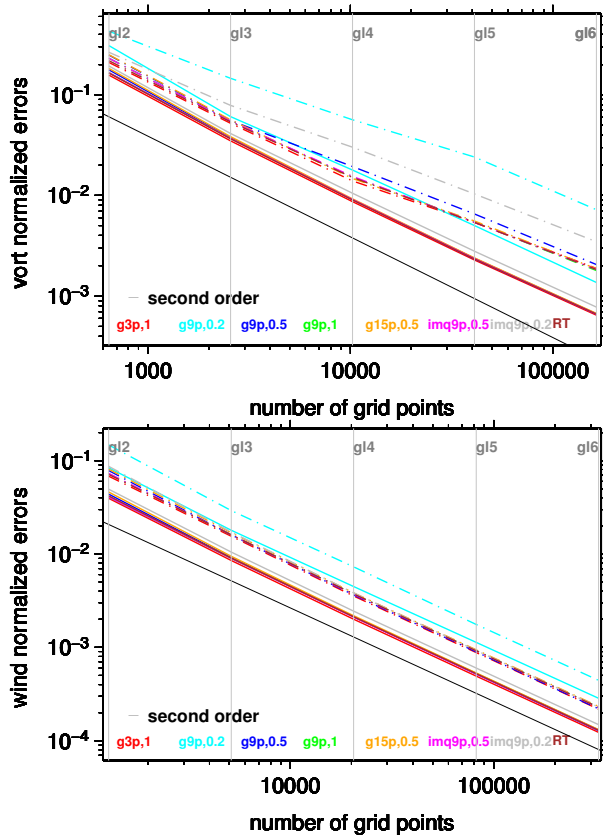 gl2 gl3 gl4 gl5 gl6
10−1
10−2
10−3
vort normalized errors
second order
g3p,1 g9p,0.2 g9p,0.5 g9p,1 g15p,0.5 imq9p,0.5 imq9p,0.2 RT
1000 10000 100000
number of grid points
gl2 gl3 gl4 gl5 gl6
10−1
10−2
10−3
10−4
wind normalized errors
second order
g3p,1 g9p,0.2 g9p,0.5 g9p,1 g15p,0.5 imq9p,0.5 imq9p,0.2 RT
10000 100000
number of grid points